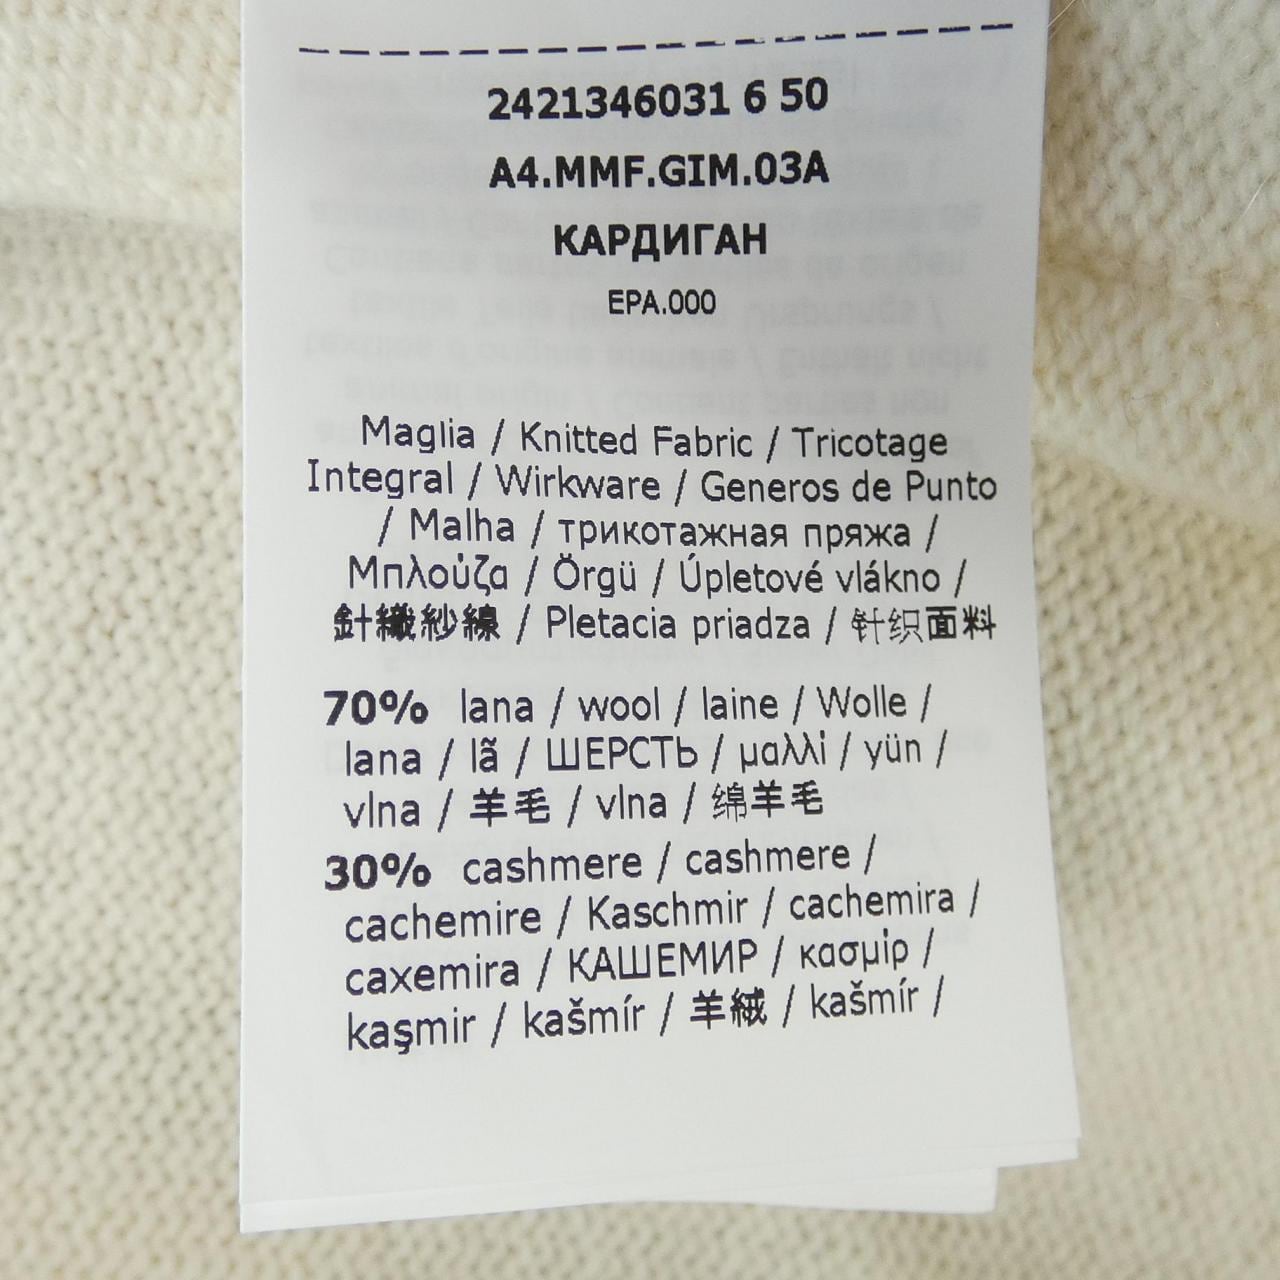 2421346031 6 50
A4.MMF.GIM.03A
КАРДИГАН
EPA.000
Maglia / Knitted Fabric / Tricotage
Integral / Wirkware / Generos de Punto
/ Malha / трикотажная пряжа /
Μπλούζα / Örgü / Úpletové vlákno /
針織紗線 / Pletacia priadza / 针织面料
70% lana / wool / laine / Wolle /
lana / lã / ШЕРСТЬ / μαλλί / yün /
vlna / 羊毛 / vlna / 绵羊毛
30% cashmere / cashmere /
cachemire / Kaschmir / cachemira /
caxemira / КАШЕМИР / κασμίρ /
kaşmir / kašmír / 羊絨 / kašmír /